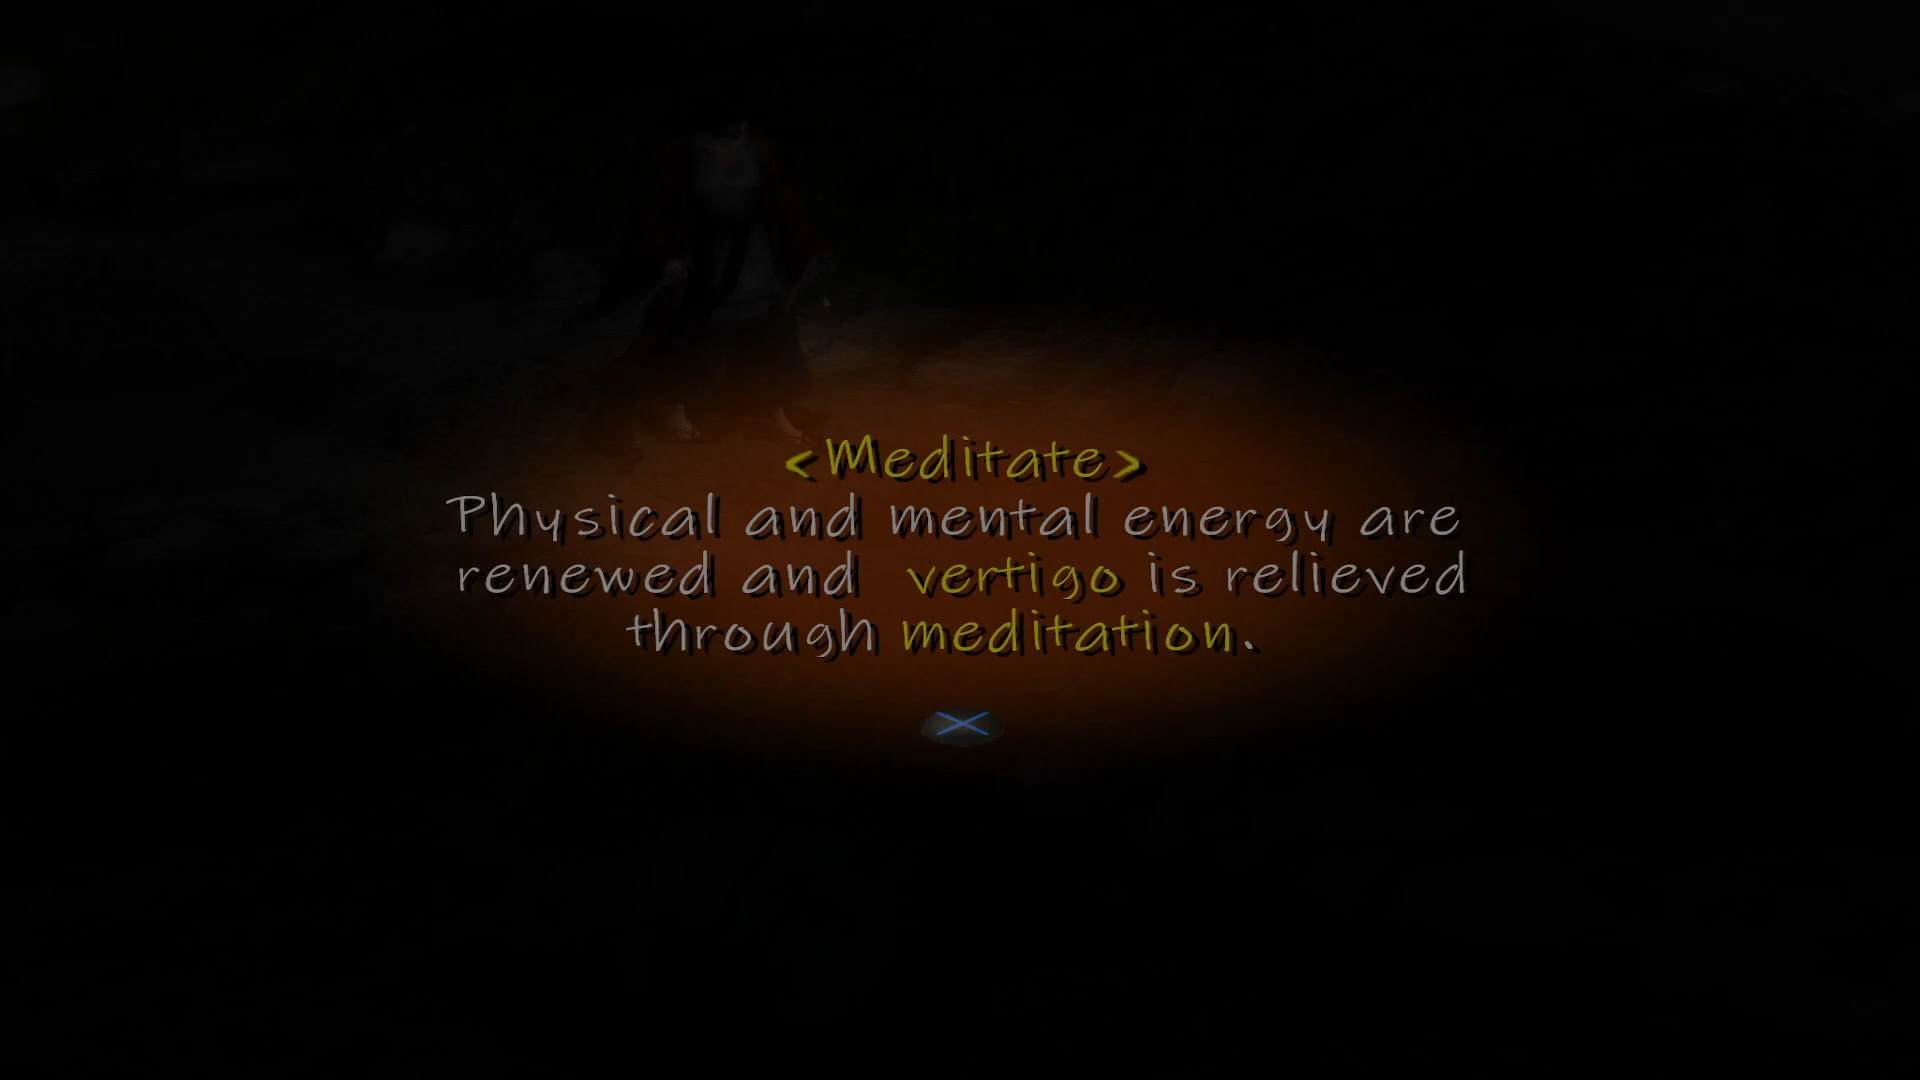 <Meditate>
Physical and mental energy are
renewed and vertigo is relieved
through meditation.